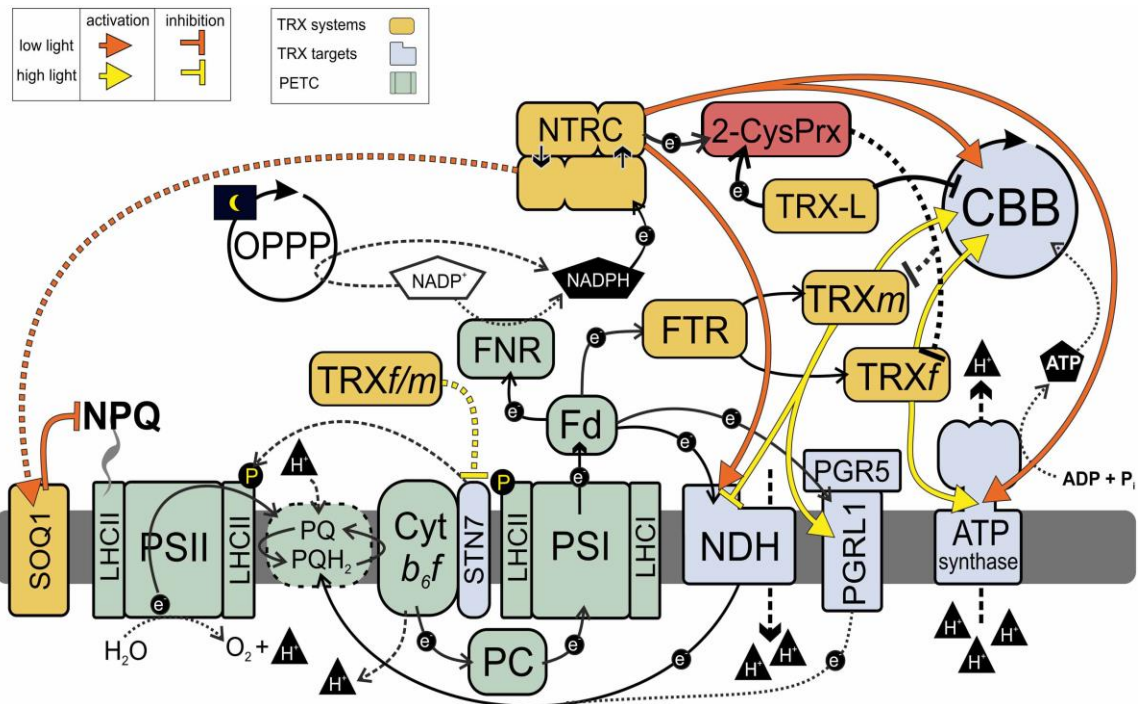 activation
inhibition
low light
high light
TRX systems
TRX targets
PETC
NTRC
e⁻
2-CysPrx
e⁻
TRX-L
CBB
OPPP
NADP⁺
NADPH
e⁻
TRXm
FTR
e⁻
FNR
TRXf/m
TRXf
H⁺
ATP
NPQ
Fd
e⁻
e⁻
e⁻
e⁻
P
H⁺
P
e⁻
PGR5
ADP + Pᵢ
SOQ1
LHCII
PSII
LHCII
PQ
PQH₂
Cyt
b₆f
STN7
LHCII
PSI
LHCI
NDH
PGRL1
ATP
synthase
e⁻
H₂O
O₂ +
H⁺
H⁺
e⁻
PC
e⁻
e⁻
H⁺
H⁺
e⁻
H⁺
H⁺
H⁺